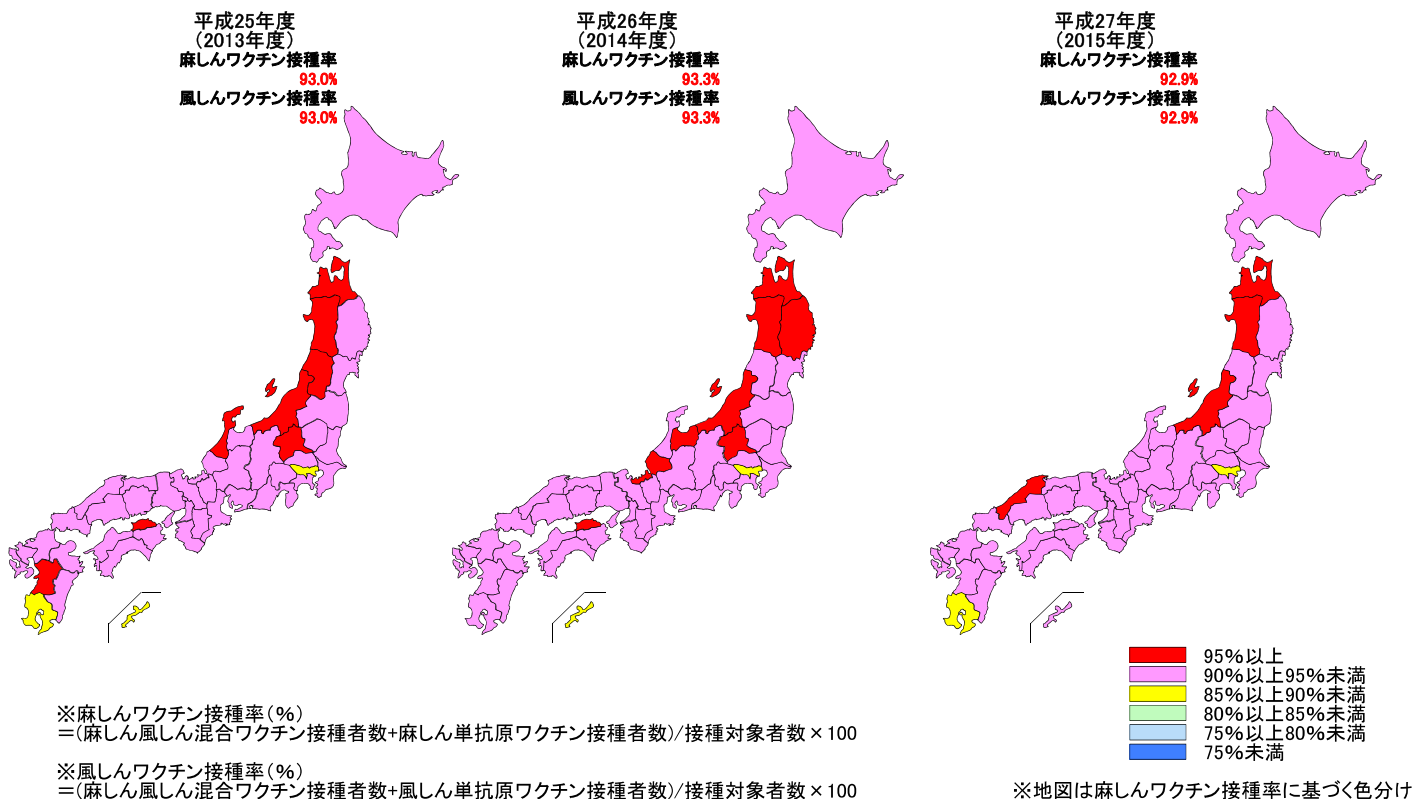 平成25年度
(2013年度)
麻しんワクチン接種率
93.0%
風しんワクチン接種率
93.0%
平成26年度
(2014年度)
麻しんワクチン接種率
93.3%
風しんワクチン接種率
93.3%
平成27年度
(2015年度)
麻しんワクチン接種率
92.9%
風しんワクチン接種率
92.9%
95%以上
90%以上95%未満
85%以上90%未満
80%以上85%未満
75%以上80%未満
75%未満
※麻しんワクチン接種率(%)
=(麻しん風しん混合ワクチン接種者数+麻しん単抗原ワクチン接種者数)/接種対象者数×100
※風しんワクチン接種率(%)
=(麻しん風しん混合ワクチン接種者数+風しん単抗原ワクチン接種者数)/接種対象者数×100
※地図は麻しんワクチン接種率に基づく色分け